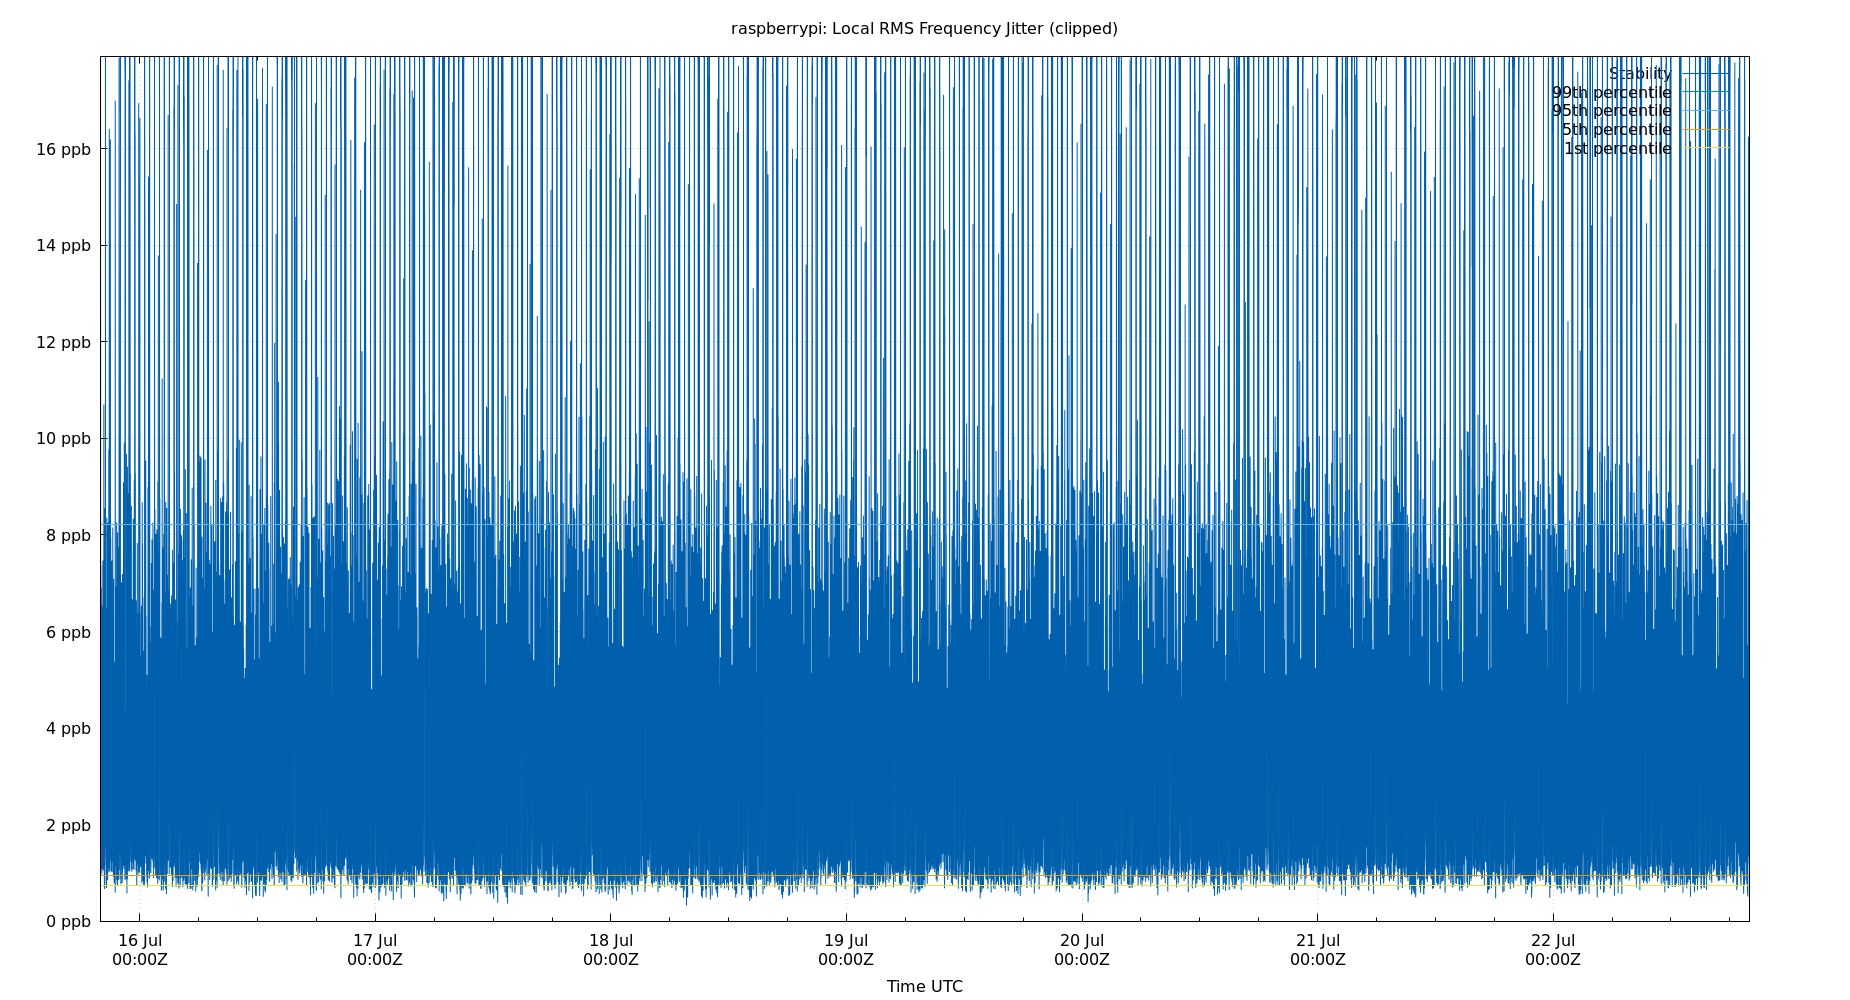 raspberrypi: Local RMS Frequency Jitter (clipped)
Stability
99th percentile
95th percentile
5th percentile
1st percentile
16 ppb
14 ppb
12 ppb
10 ppb
8 ppb
6 ppb
4 ppb
2 ppb
0 ppb
16 Jul 17 Jul 18 Jul 19 Jul 20 Jul 21 Jul 22 Jul
00:00Z 00:00Z 00:00Z 00:00Z 00:00Z 00:00Z 00:00Z
Time UTC